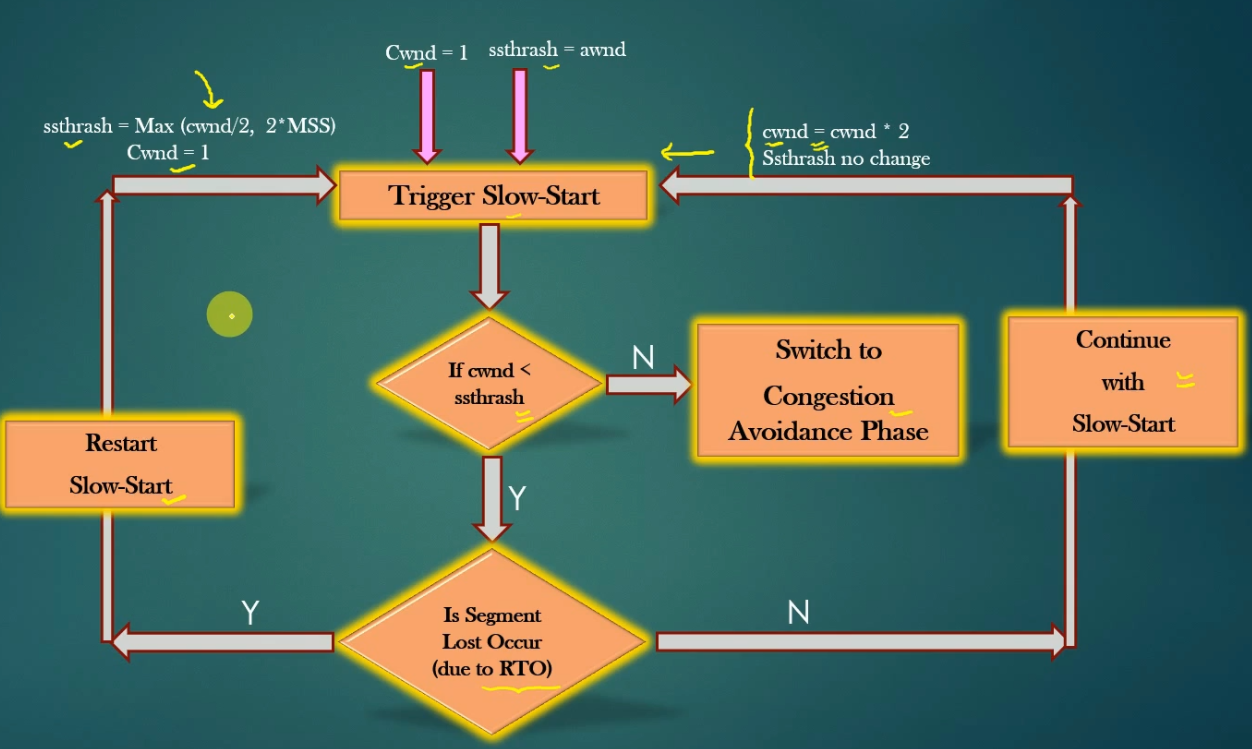 Cwnd = 1
ssthrash = awnd
ssthrash = Max (cwnd/2, 2*MSS)
Cwnd = 1
cwnd = cwnd * 2
Ssthrash no change
Trigger Slow-Start
If cwnd <
ssthrash
N
Switch to
Congestion
Avoidance Phase
Continue
with
Slow-Start
Restart
Slow-Start
Y
Is Segment
Lost Occur
(due to RTO)
Y
N